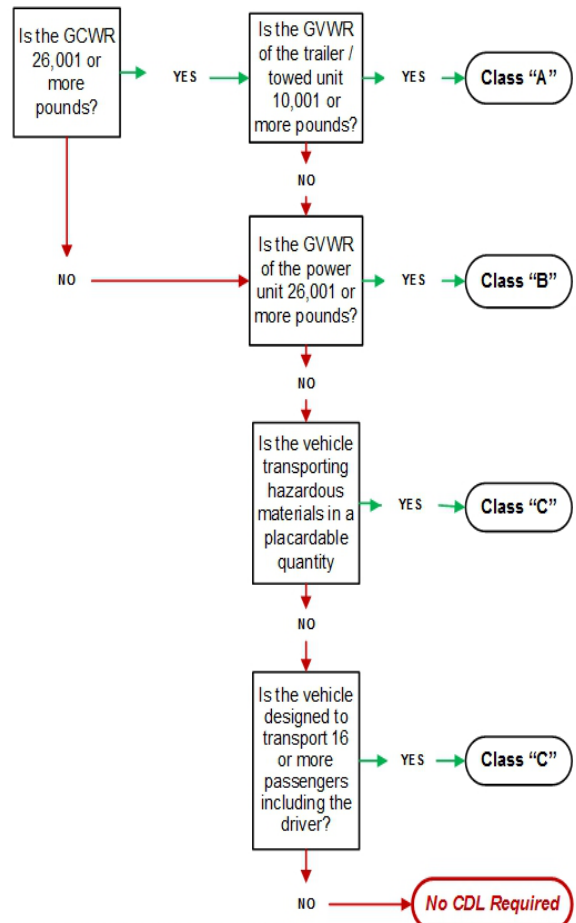 Is the GCWR
26,001 or
more
pounds?
YES
Is the GVWR
of the trailer /
towed unit
10,001 or
more pounds?
YES
Class “A”
NO
NO
Is the GVWR
of the power
unit 26,001 or
more pounds?
YES
Class “B”
NO
Is the vehicle
transporting
hazardous
materials in a
placardable
quantity
YES
Class “C”
NO
Is the vehicle
designed to
transport 16
or more
passengers
including the
driver?
YES
Class “C”
NO
No CDL Required